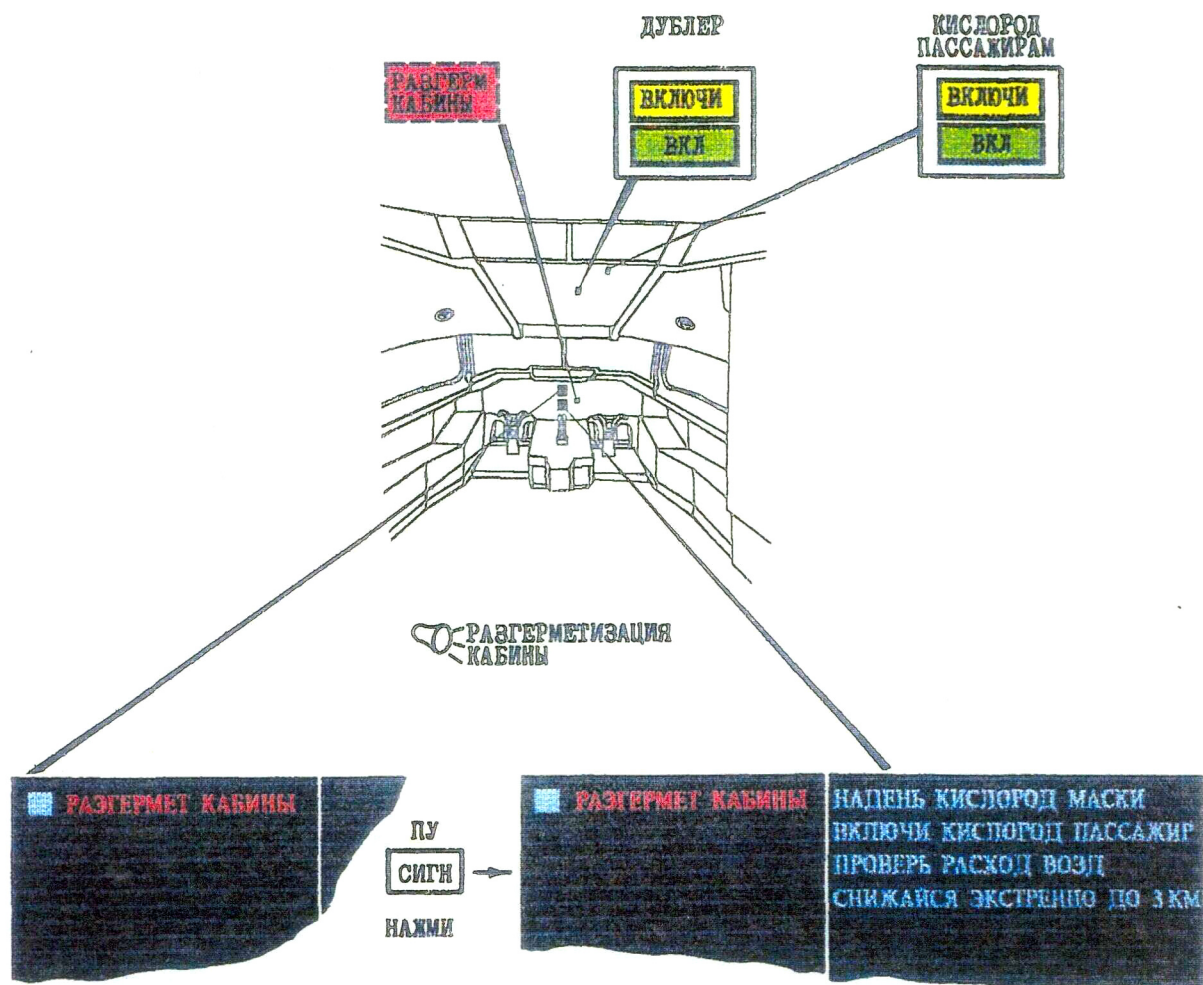 ДУБЛЕР
КИСЛОРОД
ПАССАЖИРАМ
РАЗГЕРМ
КАБИНЫ
ВКЛЮЧИ
ВКЛ
ВКЛЮЧИ
ВКЛ
РАЗГЕРМЕТИЗАЦИЯ
КАБИНЫ
РАЗГЕРМЕТ КАБИНЫ
ПУ
СИГН
НАЖМИ
РАЗГЕРМЕТ КАБИНЫ
НАДЕНЬ КИСЛОРОД МАСКИ
ВКЛЮЧИ КИСЛОРОД ПАССАЖИР
ПРОВЕРЬ РАСХОД ВОЗД
СНИЖАЙСЯ ЭКСТРЕННО ДО 3 КМ